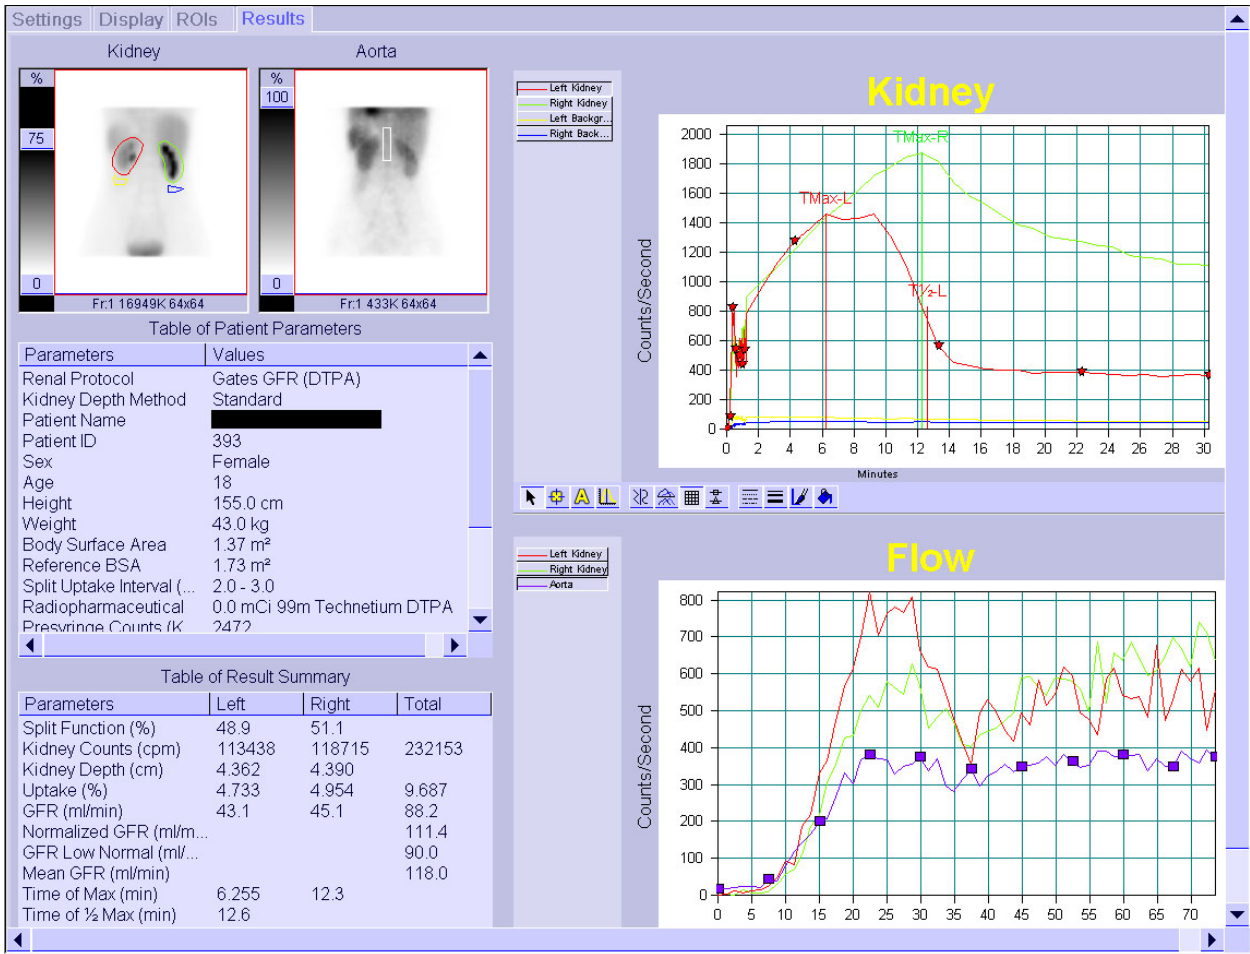 Settings Display ROIs Results
Kidney Aorta
% %
100
75
0 0
Fr:1 16949K 64x64 Fr:1 433K 64x64
Table of Patient Parameters
Parameters Values
Renal Protocol Gates GFR (DTPA)
Kidney Depth Method Standard
Patient Name
Patient ID 393
Sex Female
Age 18
Height 155.0 cm
Weight 43.0 kg
Body Surface Area 1.37 m²
Reference BSA 1.73 m²
Split Uptake Interval (... 2.0 - 3.0
Radiopharmaceutical 0.0 mCi 99m Technetium DTPA
Presyringe Counts (K 2472
Table of Result Summary
Parameters Left Right Total
Split Function (%) 48.9 51.1
Kidney Counts (cpm) 113438 118715 232153
Kidney Depth (cm) 4.362 4.390
Uptake (%) 4.733 4.954 9.687
GFR (ml/min) 43.1 45.1 88.2
Normalized GFR (ml/m... 111.4
GFR Low Normal (ml/... 90.0
Mean GFR (ml/min) 118.0
Time of Max (min) 6.255 12.3
Time of ½ Max (min) 12.6
Left Kidney
Right Kidney
Left Backgr...
Right Back...
Kidney
TMax-R
TMax-L
T½-L
Counts/Second
2000
1800
1600
1400
1200
1000
800
600
400
200
0
0 2 4 6 8 10 12 14 16 18 20 22 24 26 28 30
Minutes
A
Left Kidney
Right Kidney
Aorta
Flow
Counts/Second
800
700
600
500
400
300
200
100
0
0 5 10 15 20 25 30 35 40 45 50 55 60 65 70